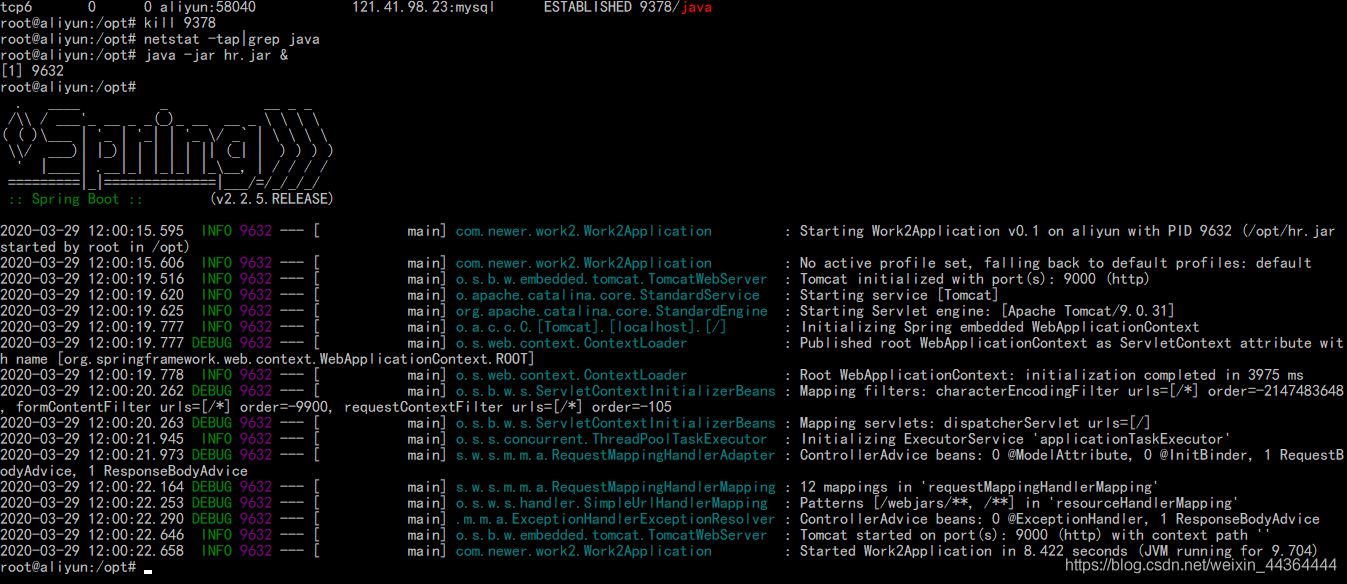 tcp6       0      0 aliyun:58040            121.41.98.23:mysql      ESTABLISHED 9378/java
root@aliyun:/opt# kill 9378
root@aliyun:/opt# netstat -tap|grep java
root@aliyun:/opt# java -jar hr.jar &
[1] 9632
root@aliyun:/opt#
  .   ____          _            __ _ _
 /\\ / ___'_ __ _ _(_)_ __  __ _ \ \ \ \
( ( )\___ | '_ | '_| | '_ \/ _` | \ \ \ \
 \\/  ___)| |_)| | | | | || (_| |  ) ) ) )
  '  |____| .__|_| |_|_| |_\__, | / / / /
 =========|_|==============|___/=/_/_/_/
 :: Spring Boot ::        (v2.2.5.RELEASE)
2020-03-29 12:00:15.595  INFO 9632 --- [           main] com.newer.work2.Work2Application         : Starting Work2Application v0.1 on aliyun with PID 9632 (/opt/hr.jar
started by root in /opt)
2020-03-29 12:00:15.606  INFO 9632 --- [           main] com.newer.work2.Work2Application         : No active profile set, falling back to default profiles: default
2020-03-29 12:00:19.516  INFO 9632 --- [           main] o.s.b.w.embedded.tomcat.TomcatWebServer  : Tomcat initialized with port(s): 9000 (http)
2020-03-29 12:00:19.620  INFO 9632 --- [           main] o.apache.catalina.core.StandardService   : Starting service [Tomcat]
2020-03-29 12:00:19.625  INFO 9632 --- [           main] org.apache.catalina.core.StandardEngine  : Starting Servlet engine: [Apache Tomcat/9.0.31]
2020-03-29 12:00:19.777  INFO 9632 --- [           main] o.a.c.c.C.[Tomcat].[localhost].[/]       : Initializing Spring embedded WebApplicationContext
2020-03-29 12:00:19.777 DEBUG 9632 --- [           main] o.s.web.context.ContextLoader            : Published root WebApplicationContext as ServletContext attribute wit
h name [org.springframework.web.context.WebApplicationContext.ROOT]
2020-03-29 12:00:19.778  INFO 9632 --- [           main] o.s.web.context.ContextLoader            : Root WebApplicationContext: initialization completed in 3975 ms
2020-03-29 12:00:20.262 DEBUG 9632 --- [           main] o.s.b.w.s.ServletContextInitializerBeans : Mapping filters: characterEncodingFilter urls=[/*] order=-2147483648
, formContentFilter urls=[/*] order=-9900, requestContextFilter urls=[/*] order=-105
2020-03-29 12:00:20.263 DEBUG 9632 --- [           main] o.s.b.w.s.ServletContextInitializerBeans : Mapping servlets: dispatcherServlet urls=[/]
2020-03-29 12:00:21.945  INFO 9632 --- [           main] o.s.s.concurrent.ThreadPoolTaskExecutor  : Initializing ExecutorService 'applicationTaskExecutor'
2020-03-29 12:00:21.973 DEBUG 9632 --- [           main] s.w.s.m.m.a.RequestMappingHandlerAdapter : ControllerAdvice beans: 0 @ModelAttribute, 0 @InitBinder, 1 RequestB
odyAdvice, 1 ResponseBodyAdvice
2020-03-29 12:00:22.164 DEBUG 9632 --- [           main] s.w.s.m.m.a.RequestMappingHandlerMapping : 12 mappings in 'requestMappingHandlerMapping'
2020-03-29 12:00:22.253 DEBUG 9632 --- [           main] o.s.w.s.handler.SimpleUrlHandlerMapping  : Patterns [/webjars/**, /**] in 'resourceHandlerMapping'
2020-03-29 12:00:22.290 DEBUG 9632 --- [           main] .m.m.a.ExceptionHandlerExceptionResolver : ControllerAdvice beans: 0 @ExceptionHandler, 1 ResponseBodyAdvice
2020-03-29 12:00:22.646  INFO 9632 --- [           main] o.s.b.w.embedded.tomcat.TomcatWebServer  : Tomcat started on port(s): 9000 (http) with context path ''
2020-03-29 12:00:22.658  INFO 9632 --- [           main] com.newer.work2.Work2Application         : Started Work2Application in 8.422 seconds (JVM running for 9.704)
root@aliyun:/opt#
https://blog.csdn.net/weixin_44364444